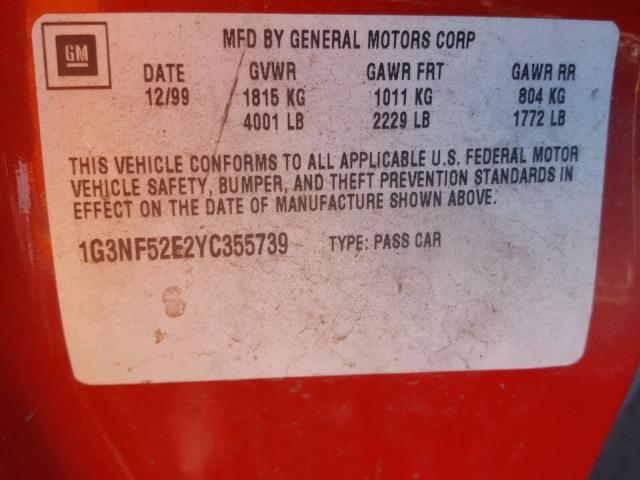 GM
MFD BY GENERAL MOTORS CORP
DATE GVWR GAWR FRT GAWR RR
12/99 1815 KG 1011 KG 804 KG
4001 LB 2229 LB 1772 LB
THIS VEHICLE CONFORMS TO ALL APPLICABLE U.S. FEDERAL MOTOR
VEHICLE SAFETY, BUMPER, AND THEFT PREVENTION STANDARDS IN
EFFECT ON THE DATE OF MANUFACTURE SHOWN ABOVE.
1G3NF52E2YC355739 TYPE: PASS CAR